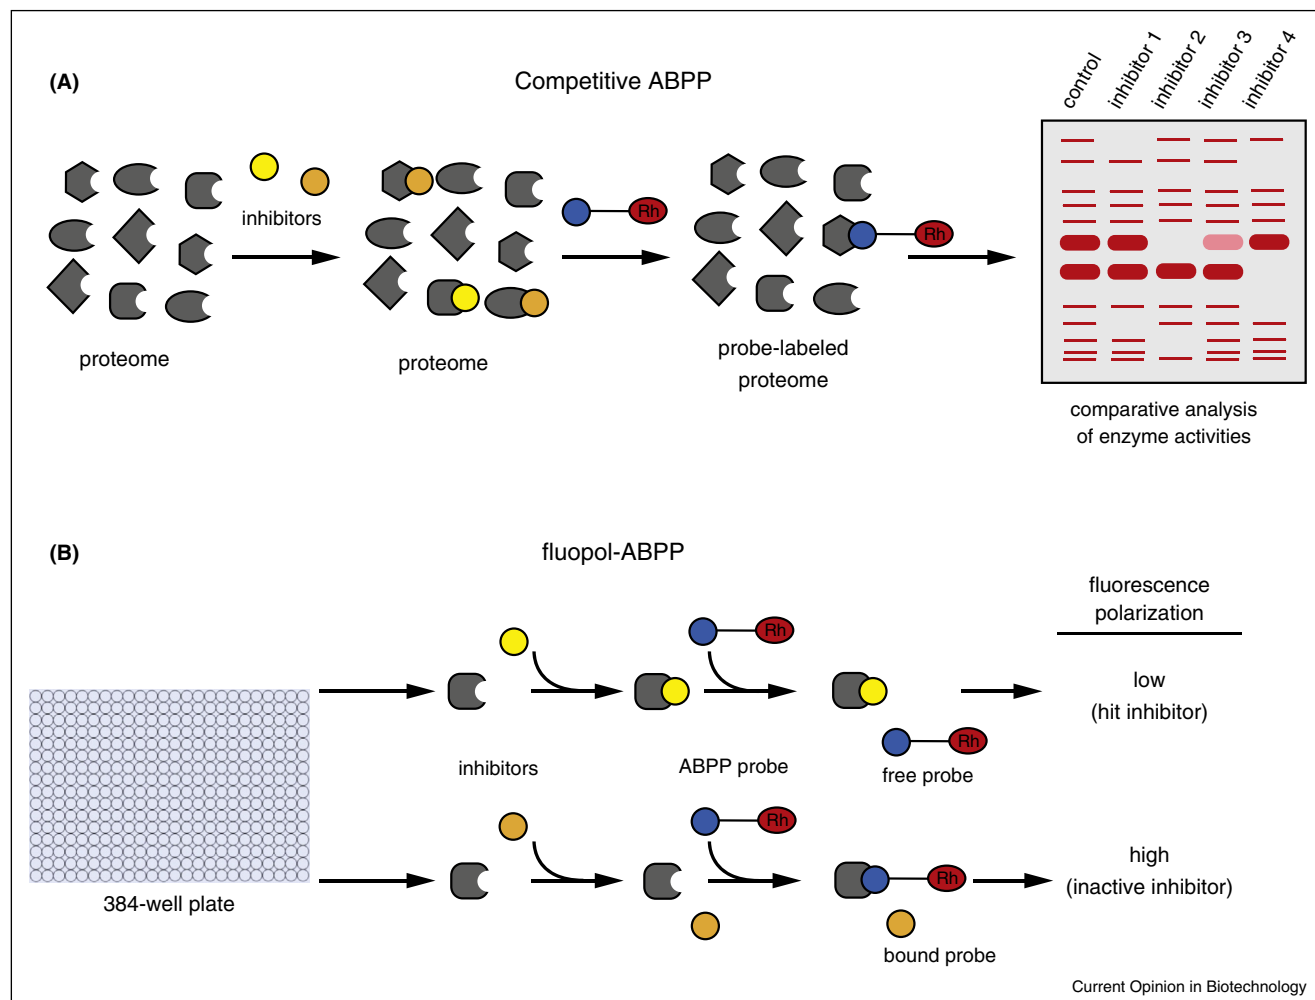 (A)
Competitive ABPP
control
inhibitor 1
inhibitor 2
inhibitor 3
inhibitor 4
inhibitors
Rh
Rh
proteome
proteome
probe-labeled
proteome
comparative analysis
of enzyme activities
(B)
fluopol-ABPP
fluorescence
polarization
Rh
low
(hit inhibitor)
inhibitors
ABPP probe
Rh
free probe
Rh
high
(inactive inhibitor)
Rh
384-well plate
bound probe
Current Opinion in Biotechnology